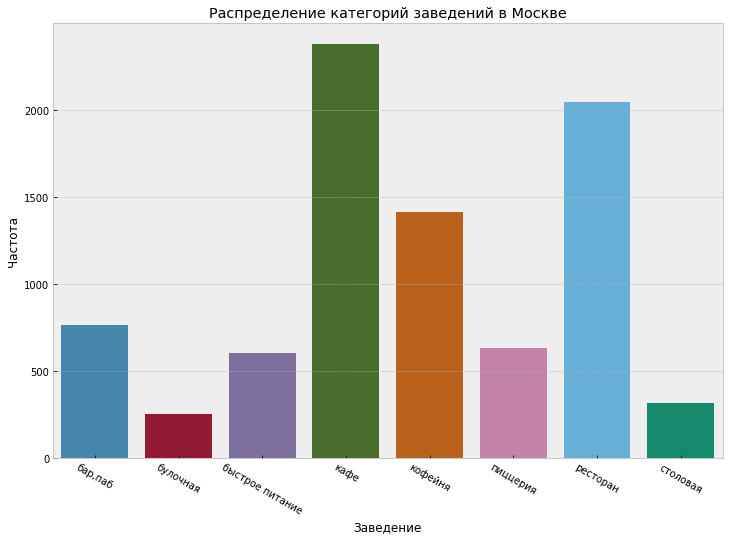 Распределение категорий заведений в Москве
Частота
2000
1500
1000
500
0
бар,паб
булочная
быстрое питание
кафе
кофейня
пиццерия
ресторан
столовая
Заведение